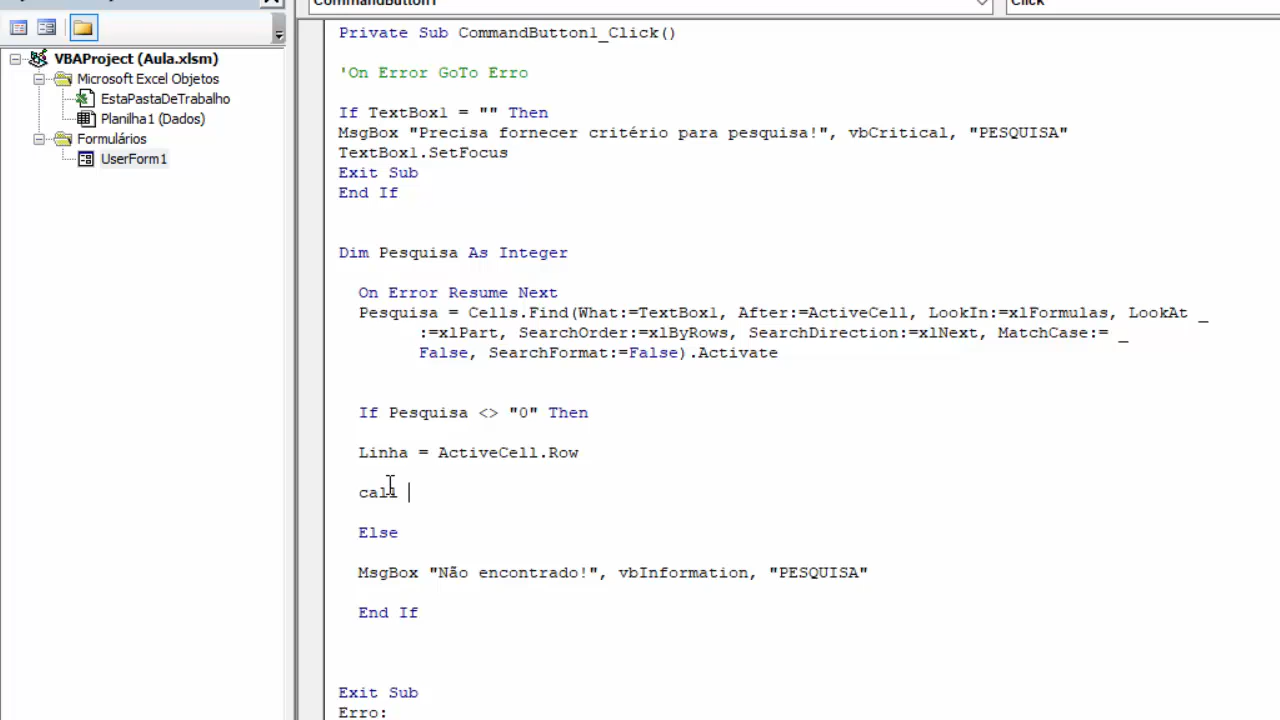 CommandButton1
Click
VBAProject (Aula.xlsm)
Microsoft Excel Objetos
EstaPastaDeTrabalho
Planilha1 (Dados)
Formulários
UserForm1
Private Sub CommandButton1_Click()
'On Error GoTo Erro
If TextBox1 = "" Then
MsgBox "Precisa fornecer critério para pesquisa!", vbCritical, "PESQUISA"
TextBox1.SetFocus
Exit Sub
End If
Dim Pesquisa As Integer
On Error Resume Next
Pesquisa = Cells.Find(What:=TextBox1, After:=ActiveCell, LookIn:=xlFormulas, LookAt _
:=xlPart, SearchOrder:=xlByRows, SearchDirection:=xlNext, MatchCase:= _
False, SearchFormat:=False).Activate
If Pesquisa <> "0" Then
Linha = ActiveCell.Row
call
Else
MsgBox "Não encontrado!", vbInformation, "PESQUISA"
End If
Exit Sub
Erro: